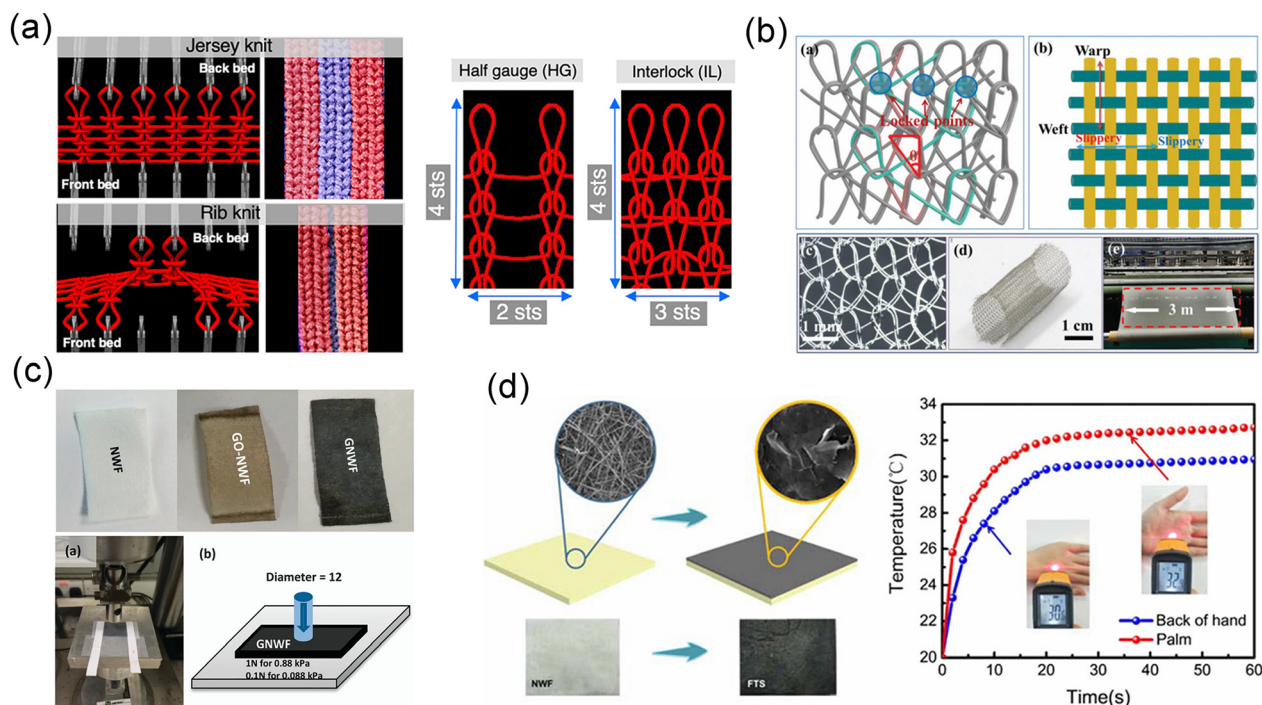 (a)
Jersey knit
Back bed
Front bed
Rib knit
Back bed
Front bed
Half gauge (HG)
4 sts
2 sts
Interlock (IL)
4 sts
3 sts
(b)
(a)
Locked points
θ
(b)
Warp
Weft
Slippery
Slippery
c
1 mm
(d)
1 cm
(e)
3 m
(c)
NWF
GO-NWF
GNWF
(a)
(b)
Diameter = 12
GNWF
1N for 0.88 kPa
0.1N for 0.088 kPa
(d)
NWF
FTS
Temperature(℃)
34
32
30
28
26
24
22
20
0
10
20
30
40
50
60
Time(s)
32
Back of hand
Palm